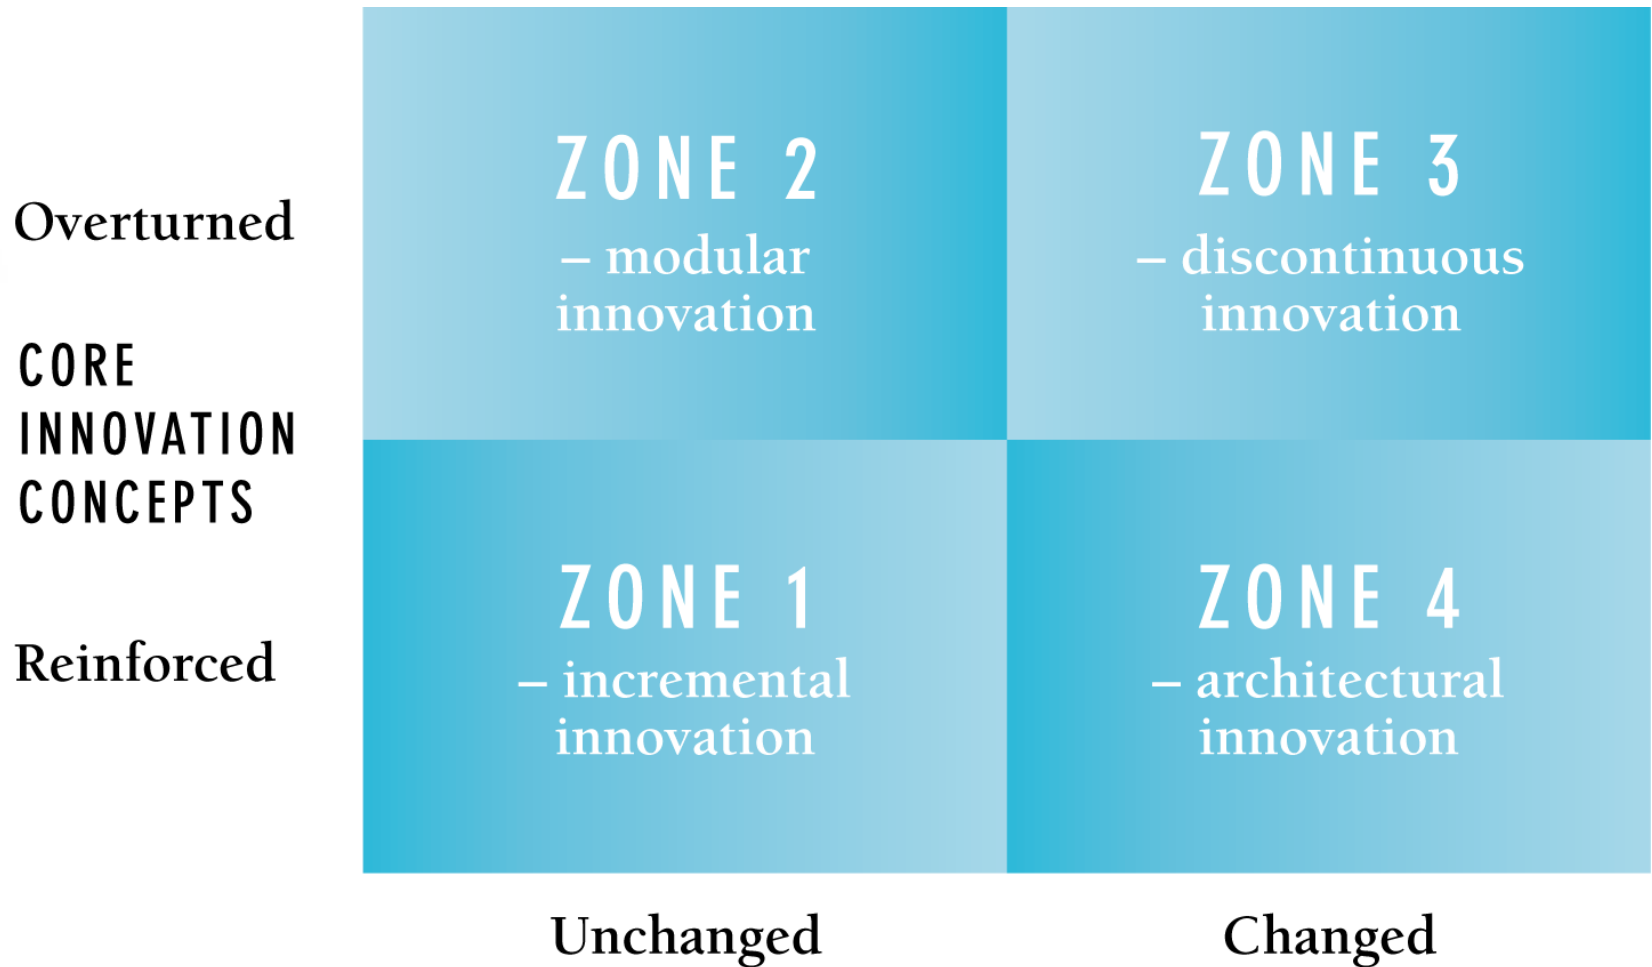 Overturned
CORE
INNOVATION
CONCEPTS
Reinforced
ZONE 2
– modular
innovation
ZONE 3
– discontinuous
innovation
ZONE 1
– incremental
innovation
ZONE 4
– architectural
innovation
Unchanged
Changed